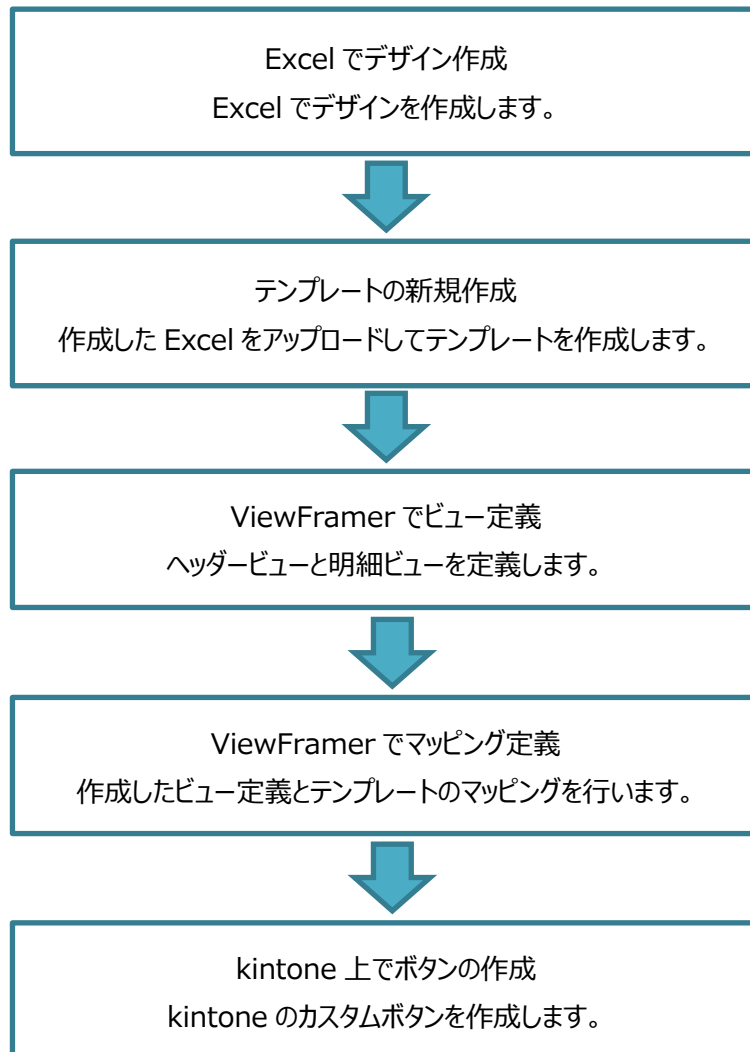 Excel でデザイン作成
Excel でデザインを作成します。
テンプレートの新規作成
作成した Excel をアップロードしてテンプレートを作成します。
ViewFramer でビュー定義
ヘッダービューと明細ビューを定義します。
ViewFramer でマッピング定義
作成したビュー定義とテンプレートのマッピングを行います。
kintone 上でボタンの作成
kintone のカスタムボタンを作成します。